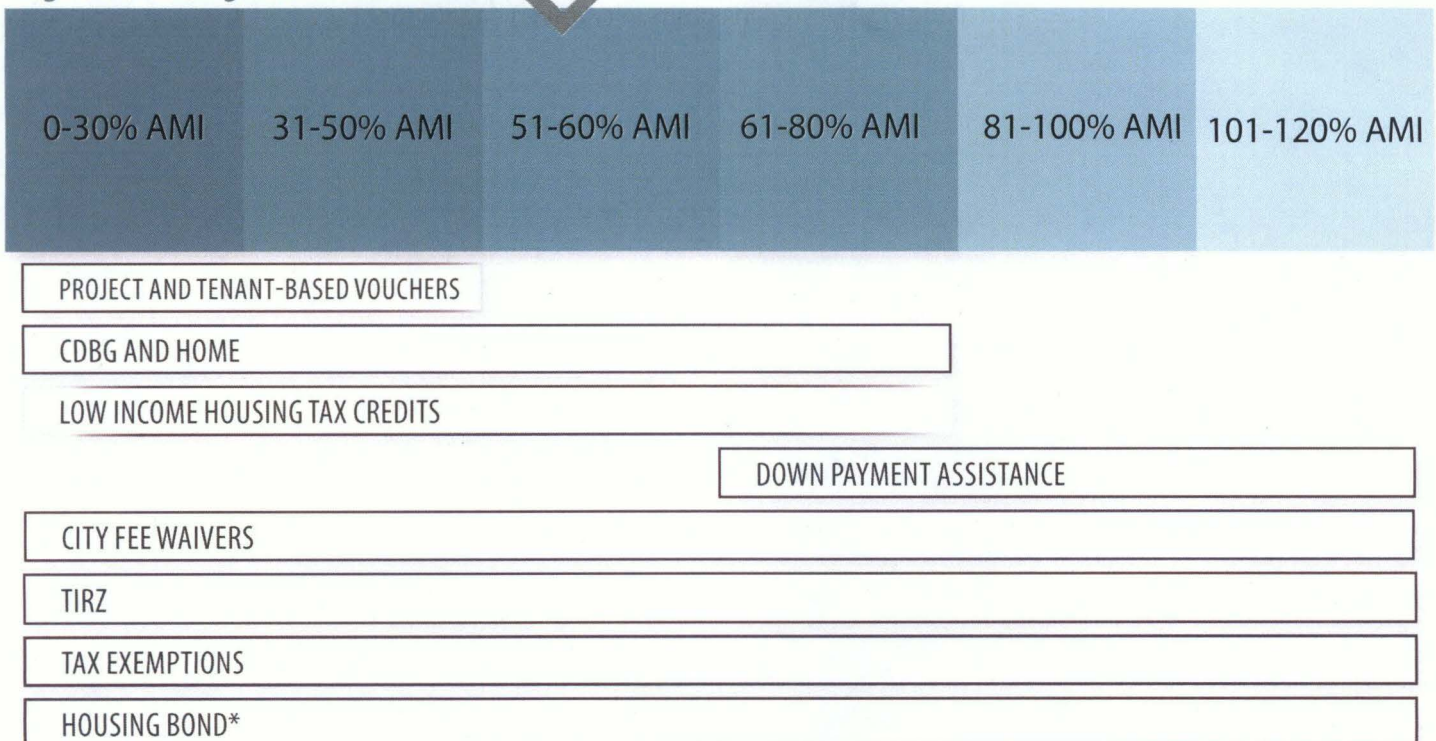 0-30% AMI 31-50% AMI 51-60% AMI 61-80% AMI 81-100% AMI 101-120% AMI
PROJECT AND TENANT-BASED VOUCHERS
CDBG AND HOME
LOW INCOME HOUSING TAX CREDITS
DOWN PAYMENT ASSISTANCE
CITY FEE WAIVERS
TIRZ
TAX EXEMPTIONS
HOUSING BOND*